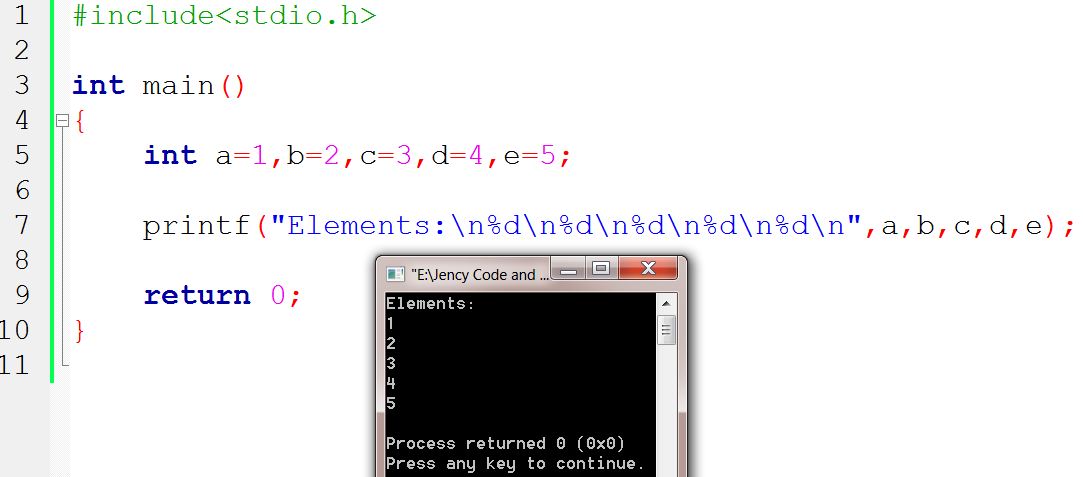 1 #include<stdio.h>
2
3 int main()
4 {
5 int a=1,b=2,c=3,d=4,e=5;
6
7 printf("Elements:\n%d\n%d\n%d\n%d\n%d\n",a,b,c,d,e);
8
9 return 0;
10 }
11
"E:\Jency Code and ...
Elements:
1
2
3
4
5
Process returned 0 (0x0)
Press any key to continue.